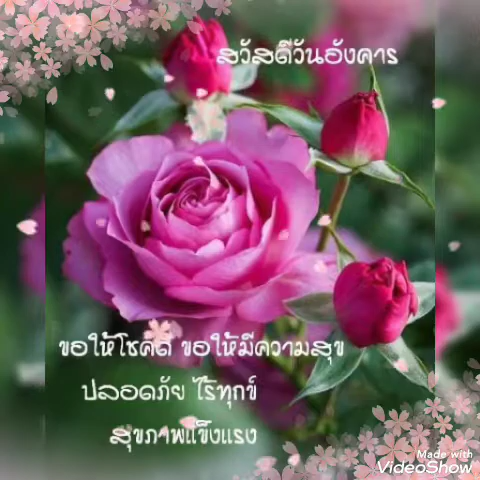 สวัสดีวันอังคาร
ขอให้โชคดี ขอให้มีความสุข
ปลอดภัย ไร้ทุกข์
สุขภาพแข็งแรง
Made with
VideoShow